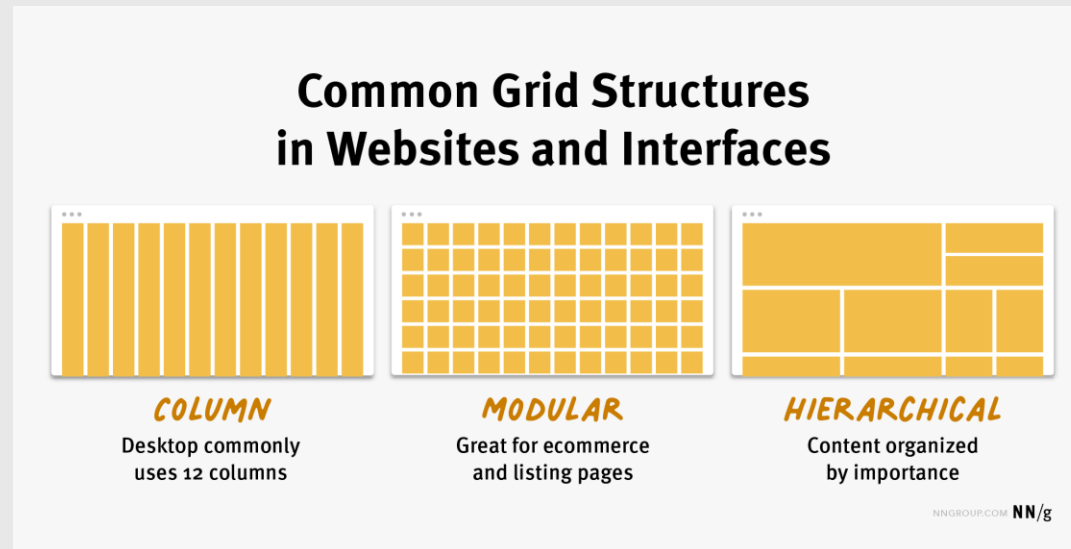 Common Grid Structures
in Websites and Interfaces
COLUMN
Desktop commonly
uses 12 columns
MODULAR
Great for ecommerce
and listing pages
HIERARCHICAL
Content organized
by importance
NNGROUP.COM NN/g